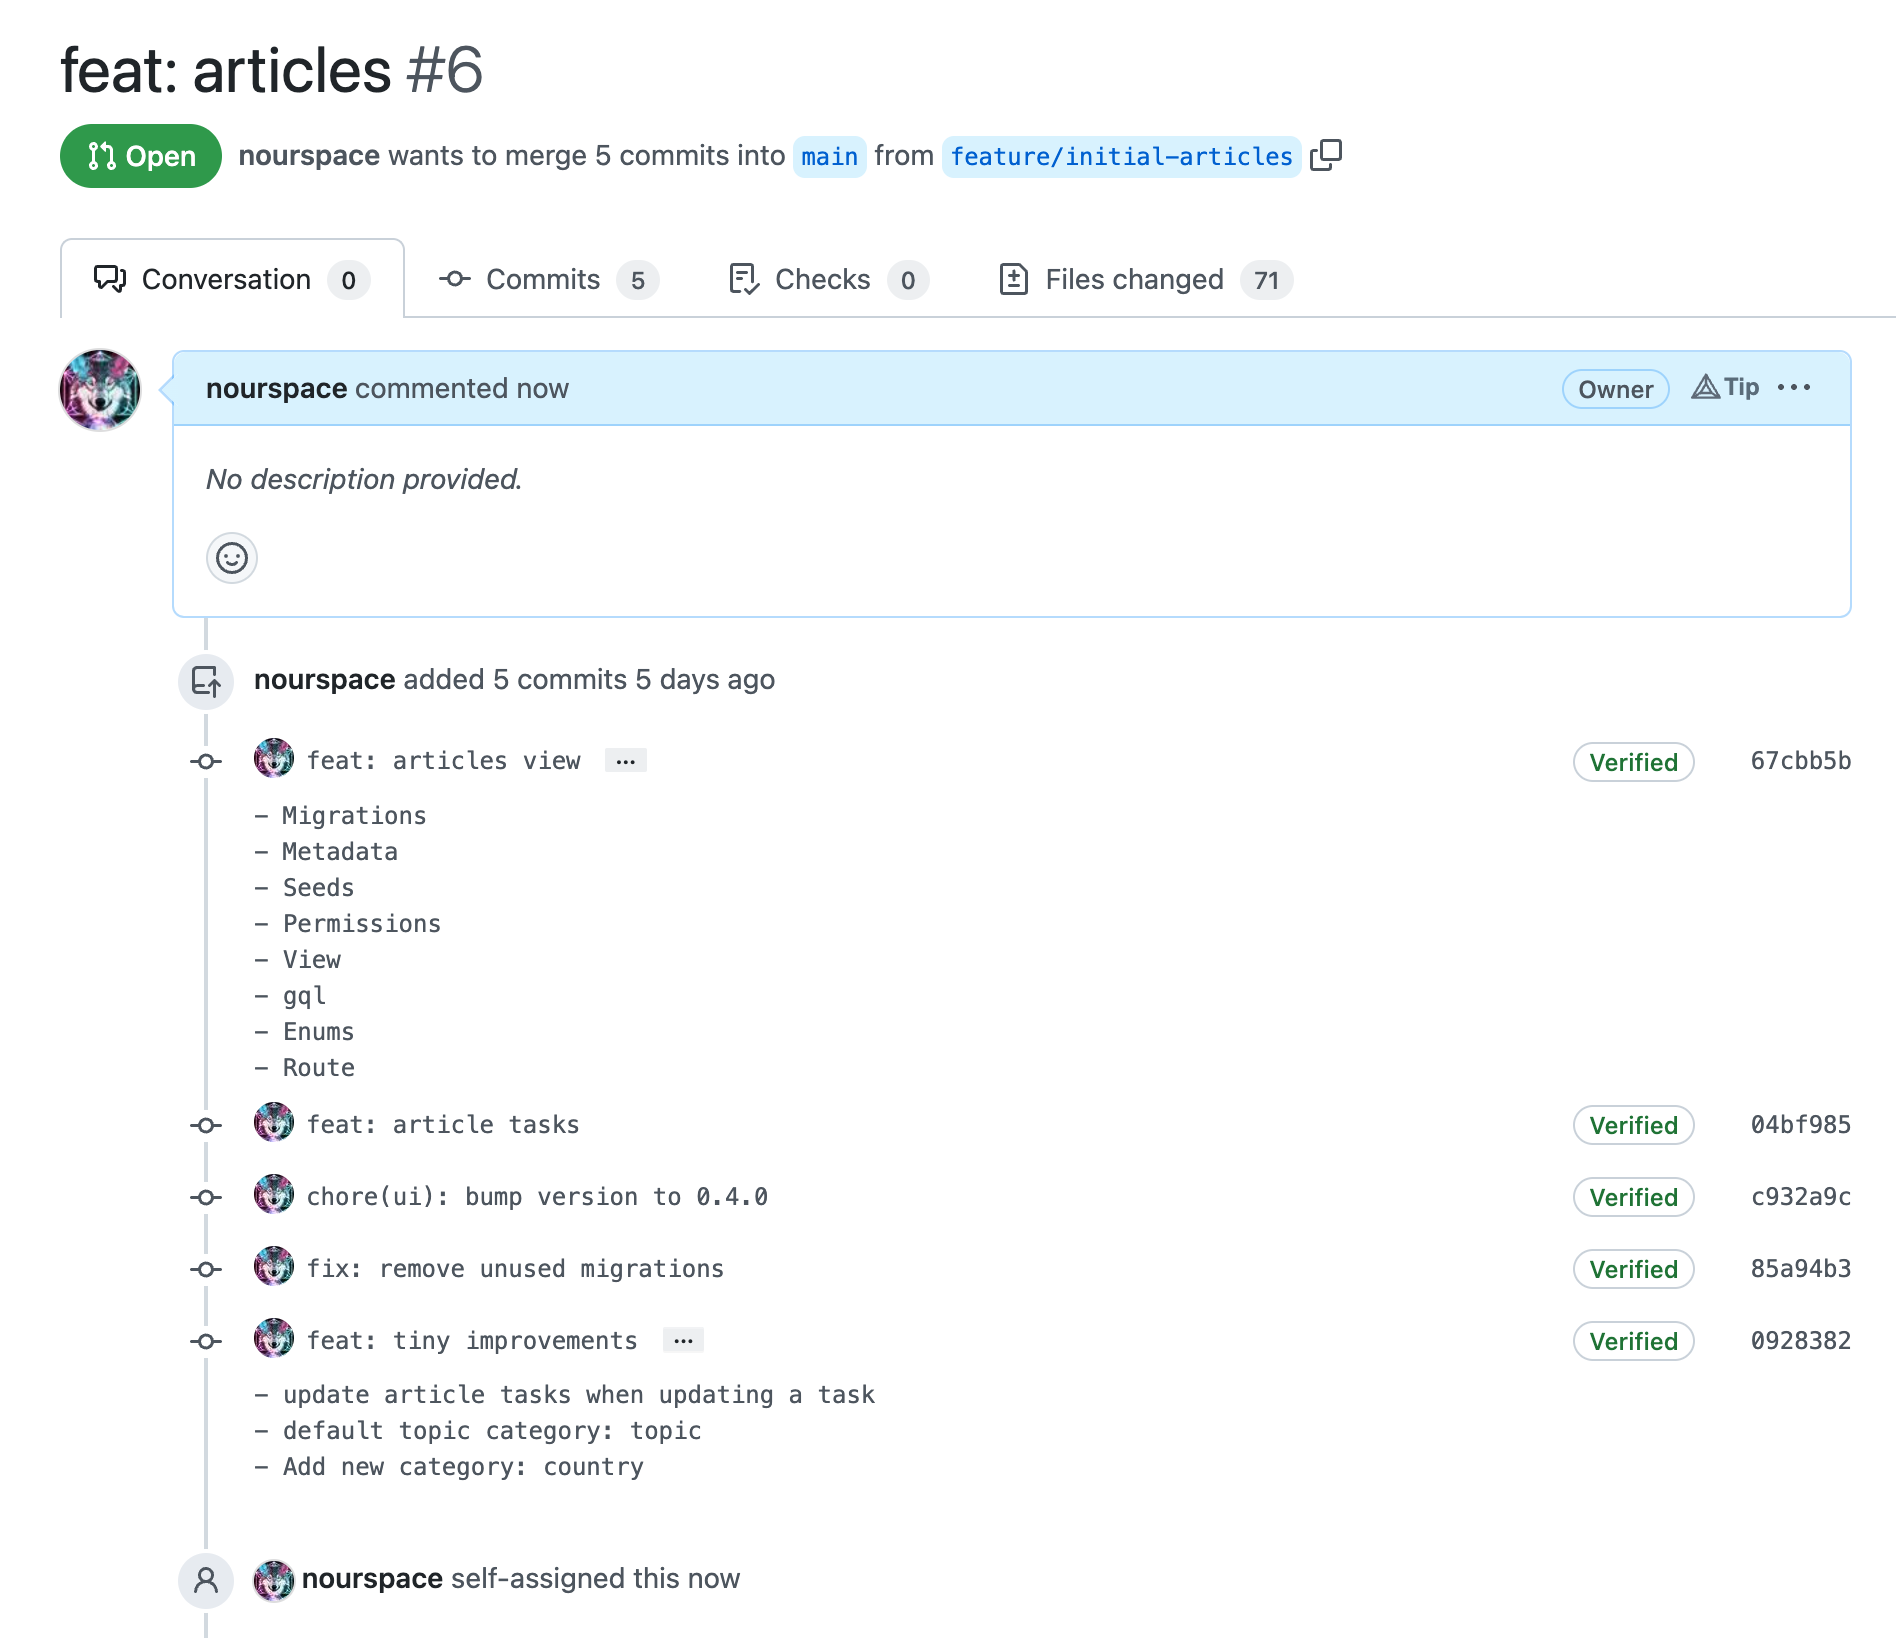 feat: articles #6
Open nourspace wants to merge 5 commits into main from feature/initial-articles
Conversation 0 Commits 5 Checks 0 Files changed 71
nourspace commented now Owner Tip ···
No description provided.
nourspace added 5 commits 5 days ago
feat: articles view … Verified 67cbb5b
- Migrations
- Metadata
- Seeds
- Permissions
- View
- gql
- Enums
- Route
feat: article tasks Verified 04bf985
chore(ui): bump version to 0.4.0 Verified c932a9c
fix: remove unused migrations Verified 85a94b3
feat: tiny improvements … Verified 0928382
- update article tasks when updating a task
- default topic category: topic
- Add new category: country
nourspace self-assigned this now